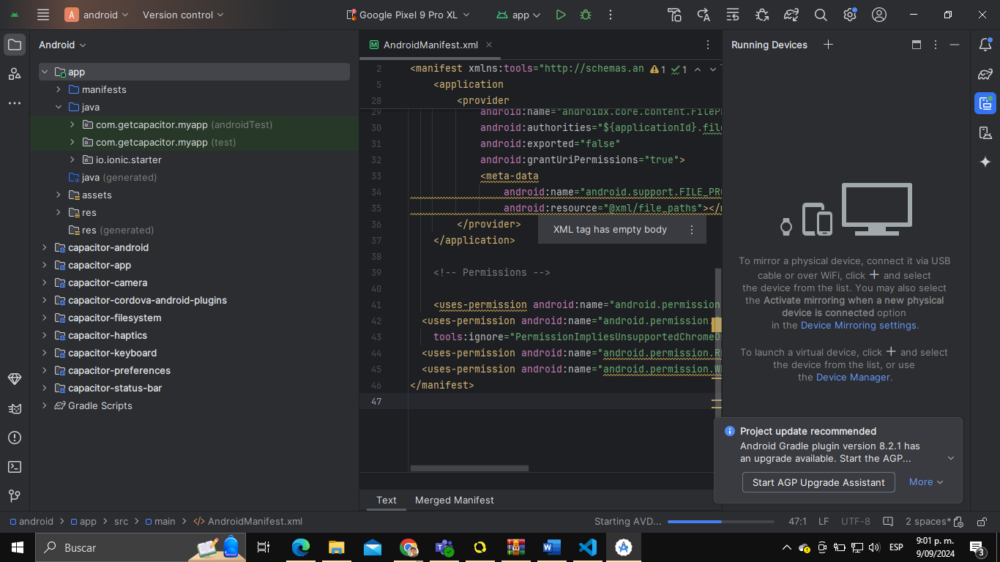 A android Version control Google Pixel 9 Pro XL app
Android
app
manifests
java
com.getcapacitor.myapp (androidTest)
com.getcapacitor.myapp (test)
io.ionic.starter
java (generated)
assets
res
res (generated)
capacitor-android
capacitor-app
capacitor-camera
capacitor-cordova-android-plugins
capacitor-filesystem
capacitor-haptics
capacitor-keyboard
capacitor-preferences
capacitor-status-bar
Gradle Scripts
AndroidManifest.xml
2 <manifest xmlns:tools="http://schemas.an 1 1
5 <application
28 <provider
29 android:name="androidx.core.content.FileP
30 android:authorities="${applicationId}.file
31 android:exported="false"
32 android:grantUriPermissions="true">
33 <meta-data
34 android:name="android.support.FILE_PRO
35 android:resource="@xml/file_paths"></
36 </provider>
XML tag has empty body
37 </application>
38
39 <!-- Permissions -->
40
41 <uses-permission android:name="android.permission
42 <uses-permission android:name="android.permission.
43 tools:ignore="PermissionImpliesUnsupportedChromeOs
44 <uses-permission android:name="android.permission.R
45 <uses-permission android:name="android.permission.W
46 </manifest>
47
Text Merged Manifest
Running Devices
To mirror a physical device, connect it via USB
cable or over WiFi, click + and select
the device from the list. You may also select
the Activate mirroring when a new physical
device is connected option
in the Device Mirroring settings.
To launch a virtual device, click + and select
the device from the list, or use
the Device Manager.
Project update recommended
Android Gradle plugin version 8.2.1 has
an upgrade available. Start the AGP...
Start AGP Upgrade Assistant More
android > app > src > main > AndroidManifest.xml Starting AVD... 47:1 LF UTF-8 2 spaces*
Buscar
ESP
9:01 p. m.
9/09/2024
3